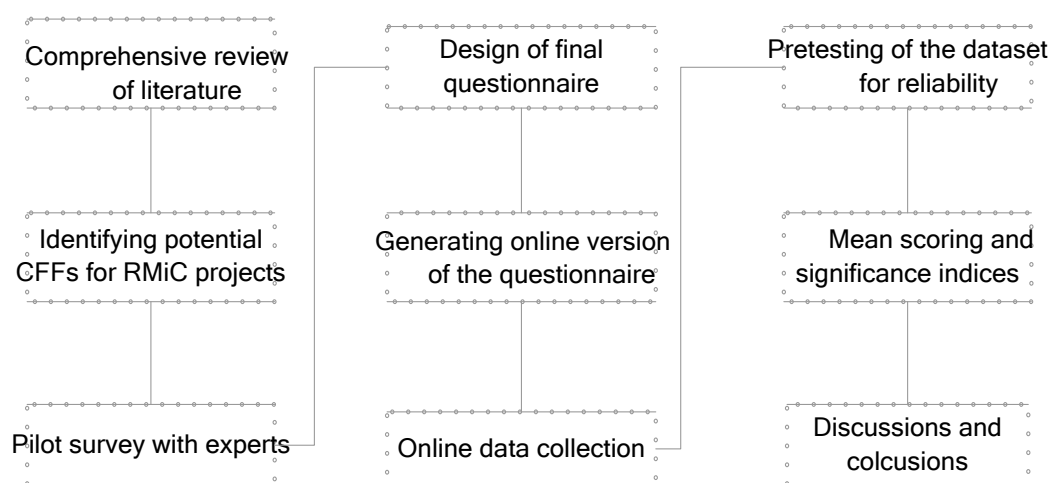 Comprehensive review
of literature
Identifying potential
CFFs for RMiC projects
Pilot survey with experts
Design of final
questionnaire
Generating online version
of the questionnaire
Online data collection
Pretesting of the dataset
for reliability
Mean scoring and
significance indices
Discussions and
colcusions